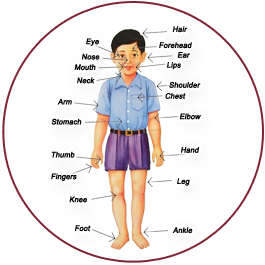 Hair
Eye
Forehead
Nose
Ear
Mouth
Lips
Neck
Shoulder
Chest
Arm
Stomach
Elbow
Thumb
Hand
Fingers
Leg
Knee
Foot
Ankle